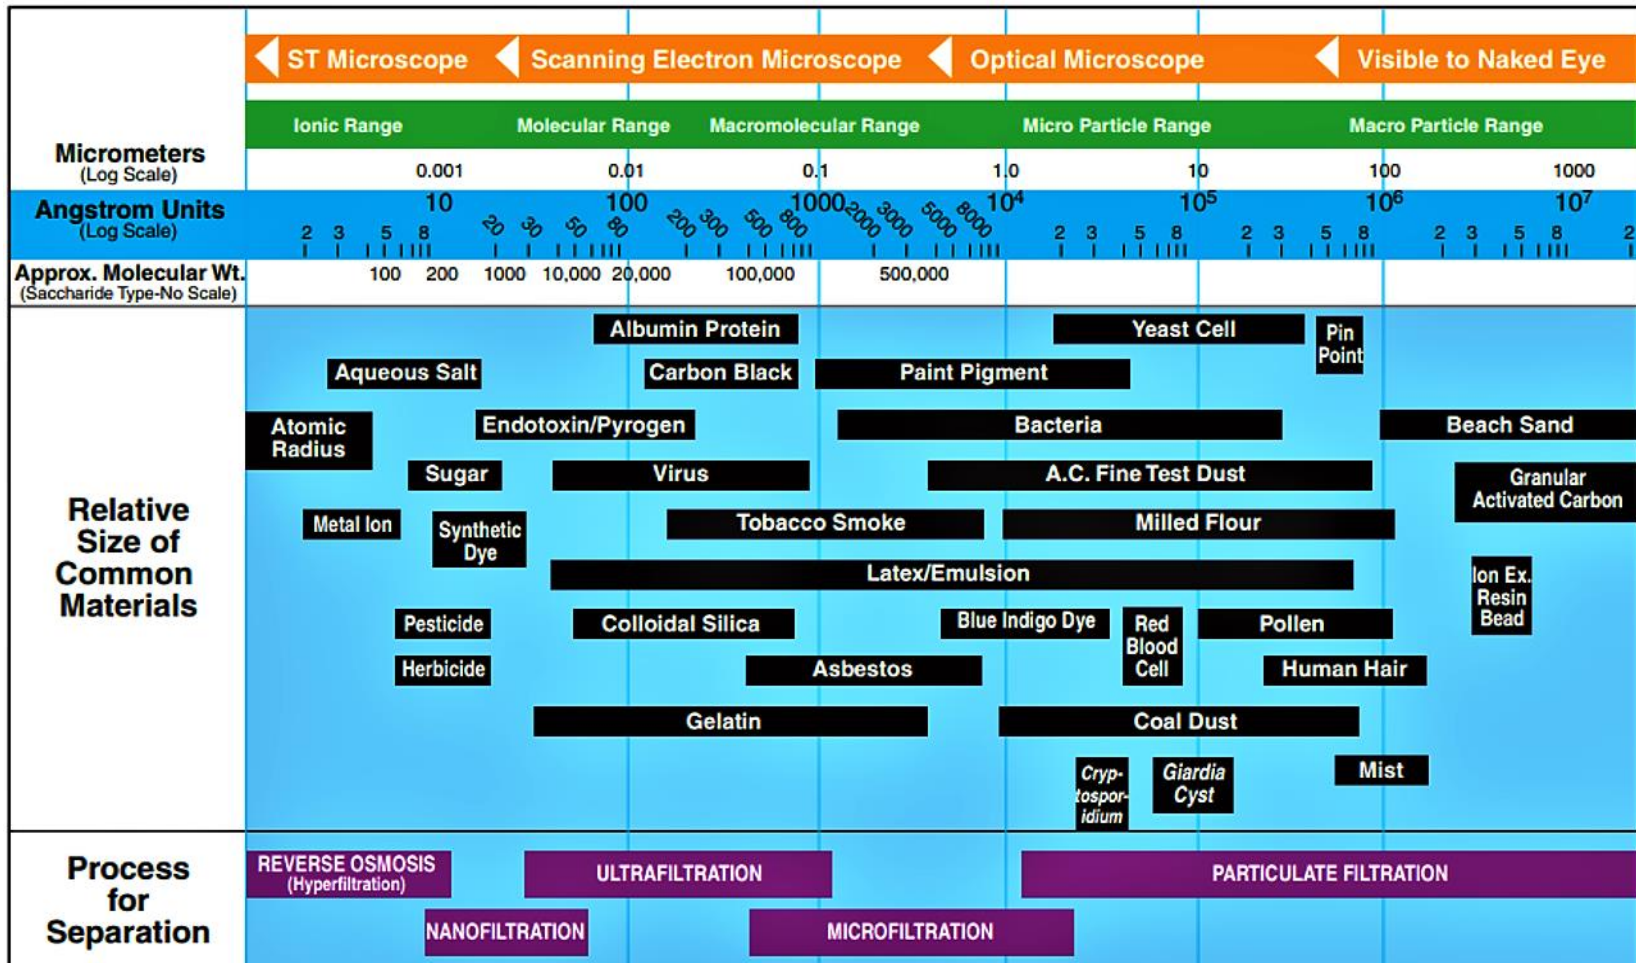 ST Microscope Scanning Electron Microscope Optical Microscope Visible to Naked Eye
Ionic Range Molecular Range Macromolecular Range Micro Particle Range Macro Particle Range
Micrometers
(Log Scale)
0.001 0.01 0.1 1.0 10 100 1000
Angstrom Units
(Log Scale)
10 100 1000 10⁴ 10⁵ 10⁶ 10⁷
2 3 5 8 20 30 50 80 200 300 500 800 2000 3000 5000 8000 2 3 5 8 2 3 5 8 2 3 5 8 2
Approx. Molecular Wt.
(Saccharide Type-No Scale)
100 200 1000 10,000 20,000 100,000 500,000
Relative
Size of
Common
Materials
Albumin Protein
Yeast Cell
Pin
Point
Aqueous Salt
Carbon Black
Paint Pigment
Atomic
Radius
Endotoxin/Pyrogen
Bacteria
Beach Sand
Sugar
Virus
A.C. Fine Test Dust
Granular
Activated Carbon
Metal Ion
Synthetic
Dye
Tobacco Smoke
Milled Flour
Latex/Emulsion
Ion Ex.
Resin
Bead
Pesticide
Colloidal Silica
Blue Indigo Dye
Red
Blood
Cell
Pollen
Herbicide
Asbestos
Human Hair
Gelatin
Coal Dust
Cryp-
tospor-
idium
Giardia
Cyst
Mist
Process
for
Separation
REVERSE OSMOSIS
(Hyperfiltration)
ULTRAFILTRATION
PARTICULATE FILTRATION
NANOFILTRATION
MICROFILTRATION